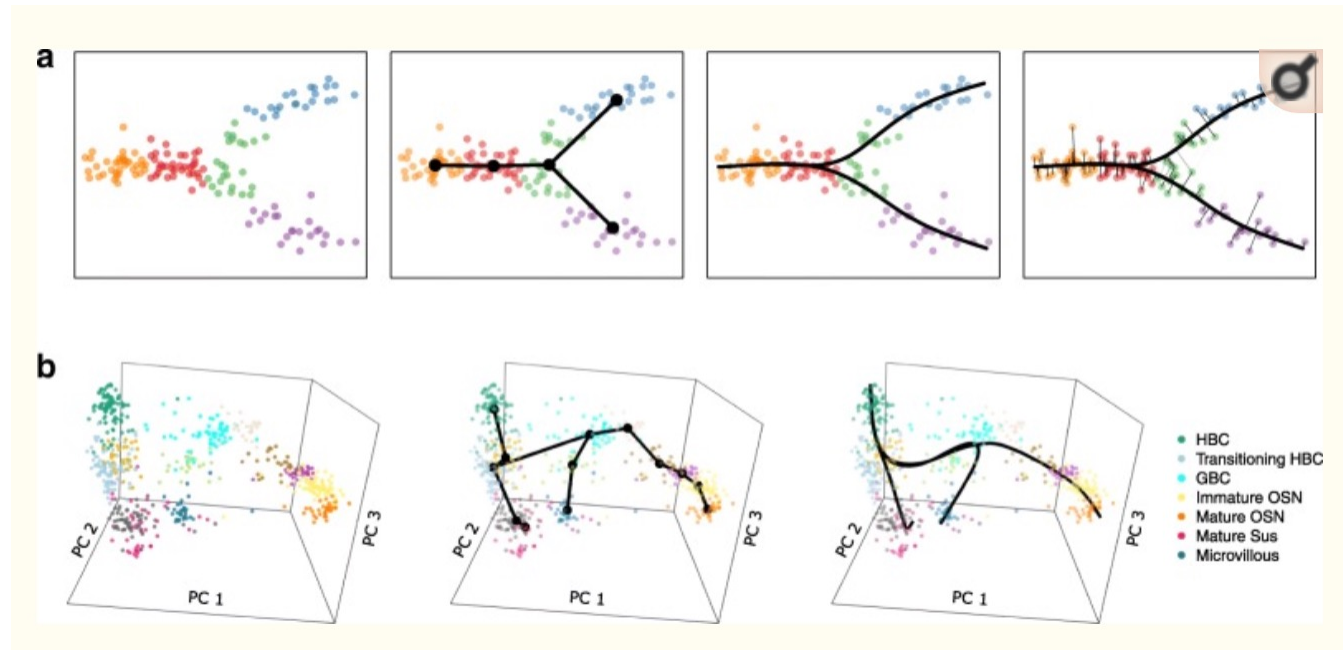 a
b
PC 2
PC 1
PC 3
PC 2
PC 1
PC 3
PC 2
PC 1
PC 3
HBC
Transitioning HBC
GBC
Immature OSN
Mature OSN
Mature Sus
Microvillous